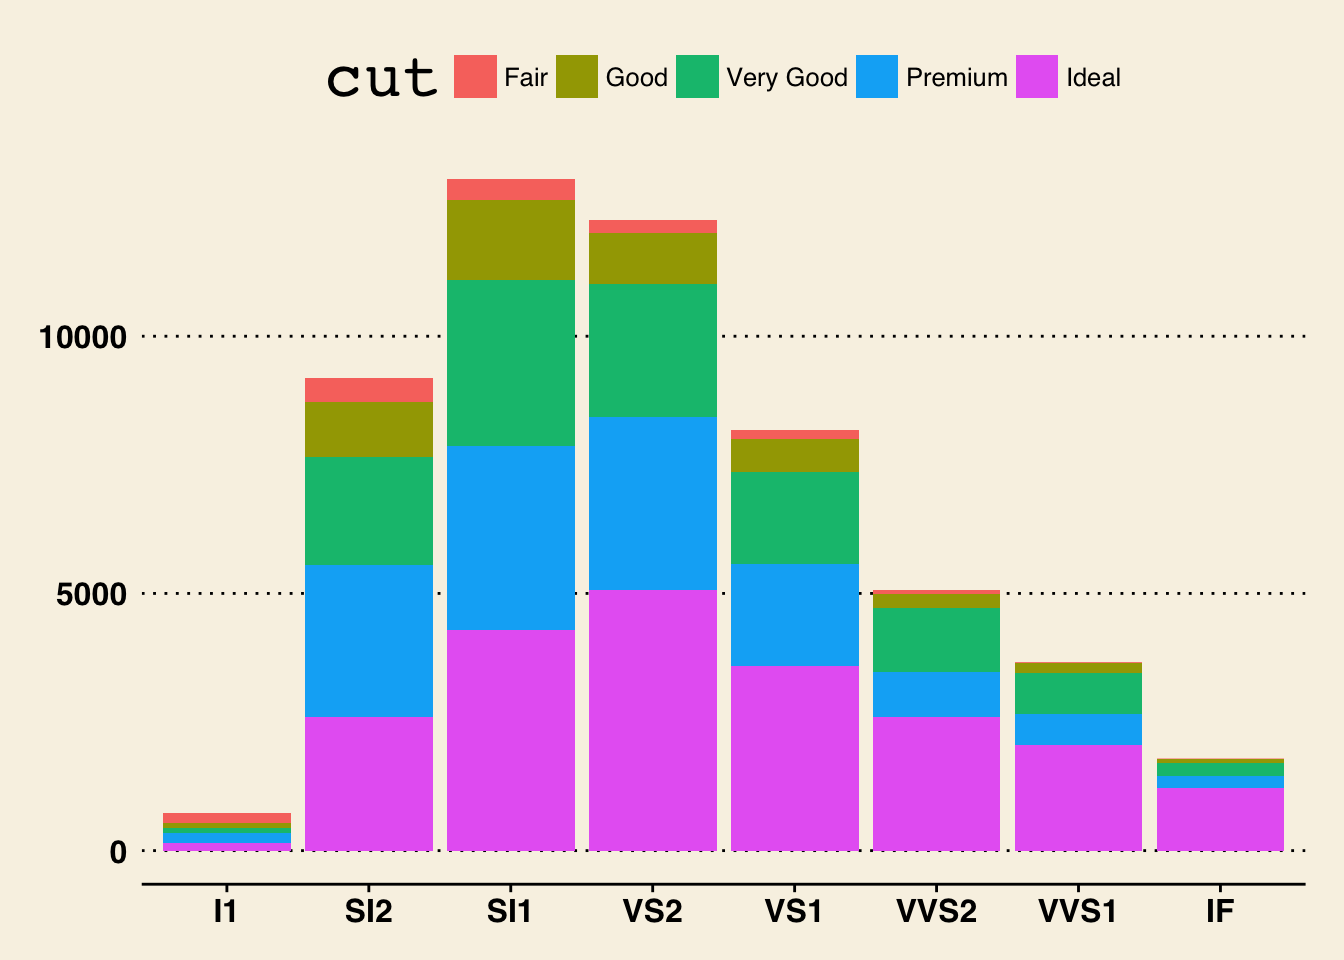 cut Fair Good Very Good Premium Ideal
10000
5000
0
I1 SI2 SI1 VS2 VS1 VVS2 VVS1 IF